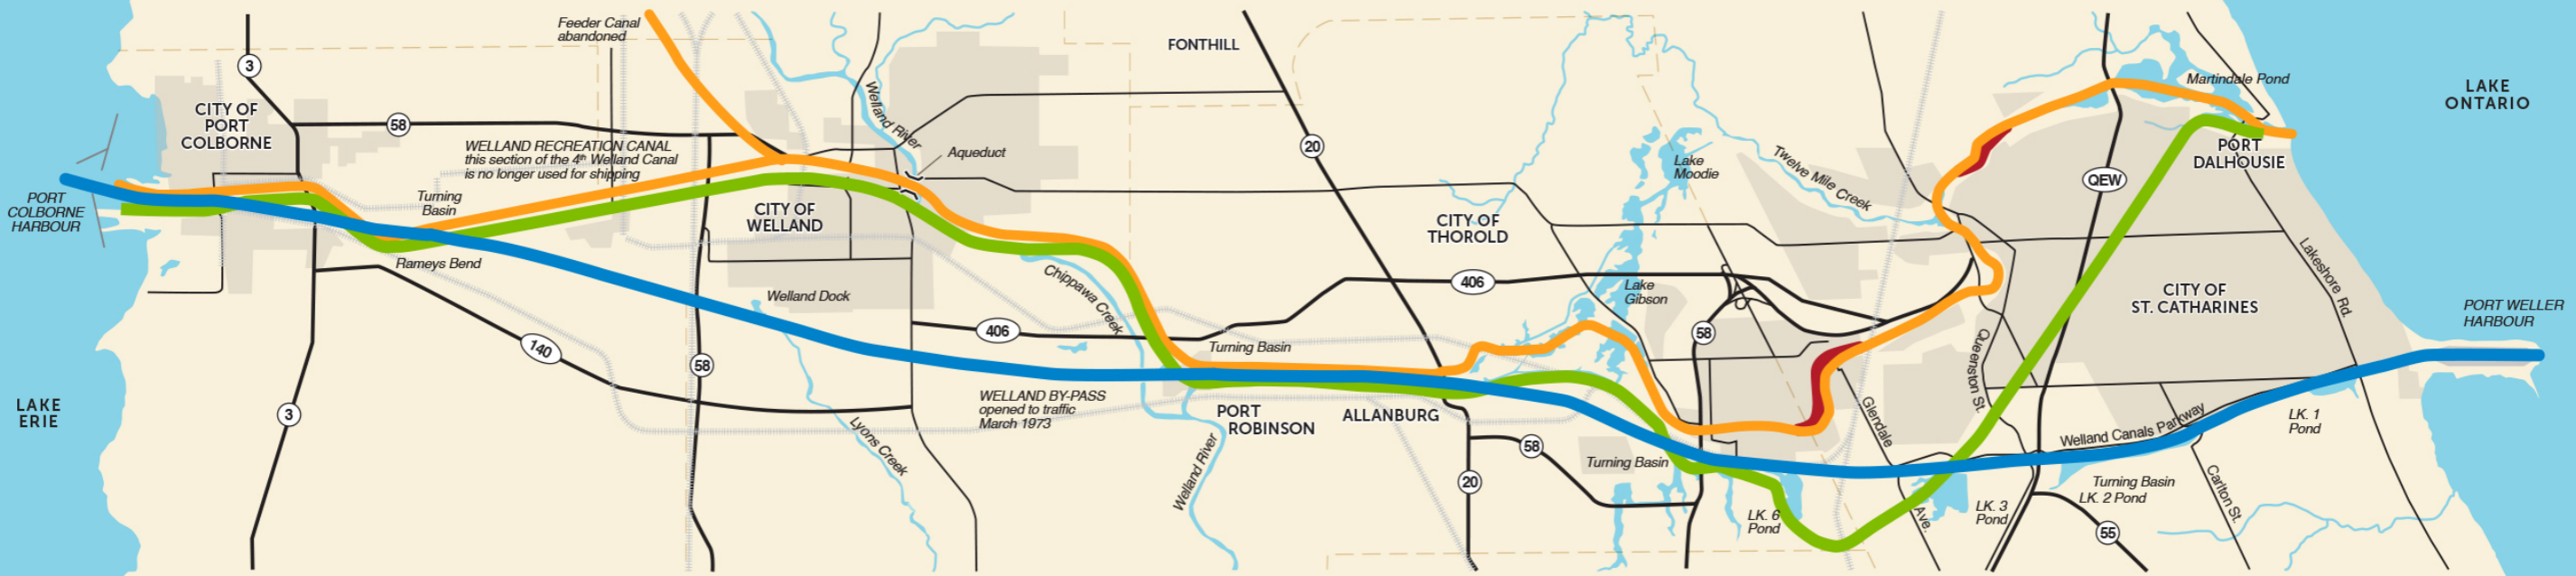 Feeder Canal
abandoned
3
CITY OF
PORT
COLBORNE
58
WELLAND RECREATION CANAL
this section of the 4th Welland Canal
is no longer used for shipping
PORT
COLBORNE
HARBOUR
Turning
Basin
Rameys Bend
LAKE
ERIE
3
140
58
CITY OF
WELLAND
Welland Dock
Welland River
Aqueduct
Chippawa Creek
406
Lyons Creek
WELLAND BY-PASS
opened to traffic
March 1973
FONTHILL
20
Turning Basin
PORT
ROBINSON
Welland River
ALLANBURG
CITY OF
THOROLD
406
20
58
Turning Basin
Lake
Moodie
Lake
Gibson
58
Twelve Mile Creek
LK. 6
Pond
Glendale
Ave.
Queenston St.
LK. 3
Pond
QEW
Martindale Pond
PORT
DALHOUSIE
Lakeshore Rd.
CITY OF
ST. CATHARINES
Welland Canals Parkway
Turning Basin
LK. 2 Pond
55
Carlton St.
LK. 1
Pond
LAKE
ONTARIO
PORT WELLER
HARBOUR